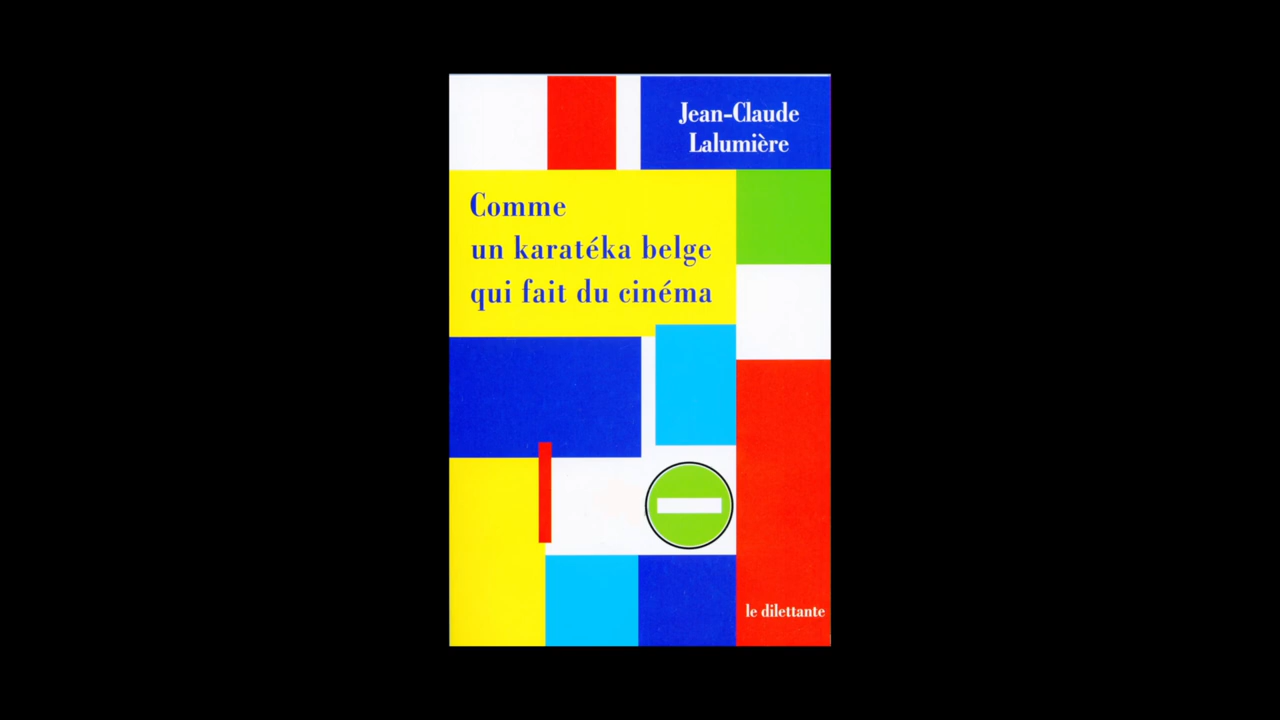 Jean-Claude
Lalumière
Comme
un karatéka belge
qui fait du cinéma
le dilettante